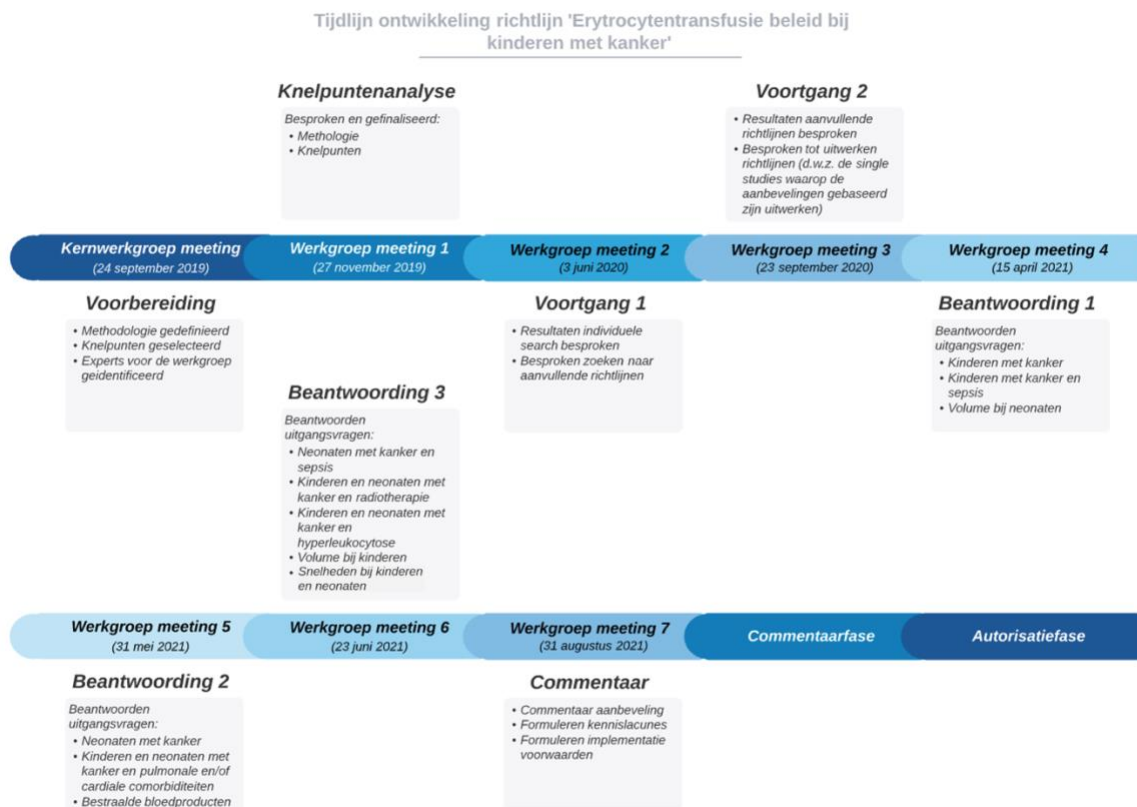 Tijdlijn ontwikkeling richtlijn 'Erytrocytentransfusie beleid bij
kinderen met kanker'
Knelpuntenanalyse
Besproken en gefinaliseerd:
• Methologie
• Knelpunten
Voortgang 2
• Resultaten aanvullende
richtlijnen besproken
• Besproken tot uitwerken
richtlijnen (d.w.z. de single
studies waarop de
aanbevelingen gebaseerd
zijn uitwerken)
Kernwerkgroep meeting
(24 september 2019)
Werkgroep meeting 1
(27 november 2019)
Werkgroep meeting 2
(3 juni 2020)
Werkgroep meeting 3
(23 september 2020)
Werkgroep meeting 4
(15 april 2021)
Voorbereiding
• Methodologie gedefinieerd
• Knelpunten geselecteerd
• Experts voor de werkgroep
geidentificeerd
Voortgang 1
• Resultaten individuele
search besproken
• Besproken zoeken naar
aanvullende richtlijnen
Beantwoording 1
Beantwoorden
uitgangsvragen:
• Kinderen met kanker
• Kinderen met kanker en
sepsis
• Volume bij neonaten
Beantwoording 3
Beantwoorden
uitgangsvragen:
• Neonaten met kanker en
sepsis
• Kinderen en neonaten met
kanker en radiotherapie
• Kinderen en neonaten met
kanker en
hyperleukocytose
• Volume bij kinderen
• Snelheden bij kinderen
en neonaten
Werkgroep meeting 5
(31 mei 2021)
Werkgroep meeting 6
(23 juni 2021)
Werkgroep meeting 7
(31 augustus 2021)
Commentaarfase
Autorisatiefase
Beantwoording 2
Beantwoorden
uitgangsvragen:
• Neonaten met kanker
• Kinderen en neonaten met
kanker en pulmonale en/of
cardiale comorbiditeiten
• Bestraalde bloedproducten
Commentaar
• Commentaar aanbeveling
• Formuleren kennislacunes
• Formuleren implementatie
voorwaarden